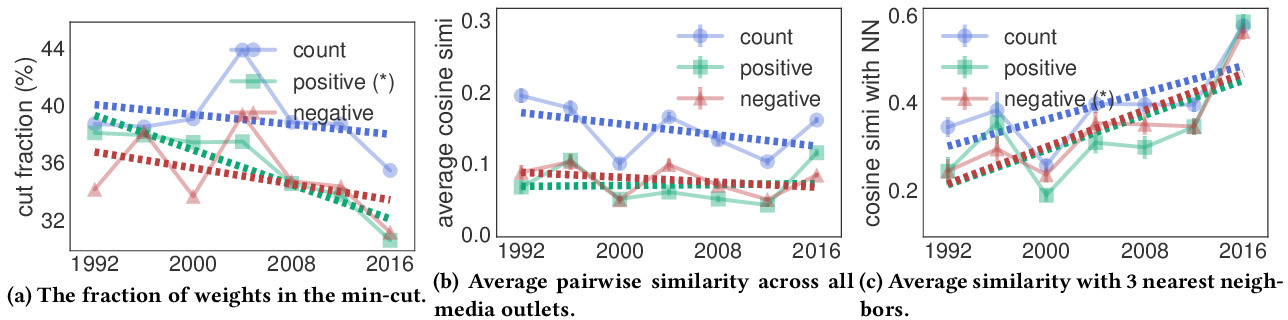 cut fraction (%)
44
40
36
32
count
positive (*)
negative
1992
2000
2008
2016
(a) The fraction of weights in the min-cut.
average cosine simi
0.3
0.2
0.1
0.0
count
positive
negative
1992
2000
2008
2016
(b) Average pairwise similarity across all
media outlets.
cosine simi with NN
0.6
0.4
0.2
count
positive
negative (*)
1992
2000
2008
2016
(c) Average similarity with 3 nearest neigh-
bors.